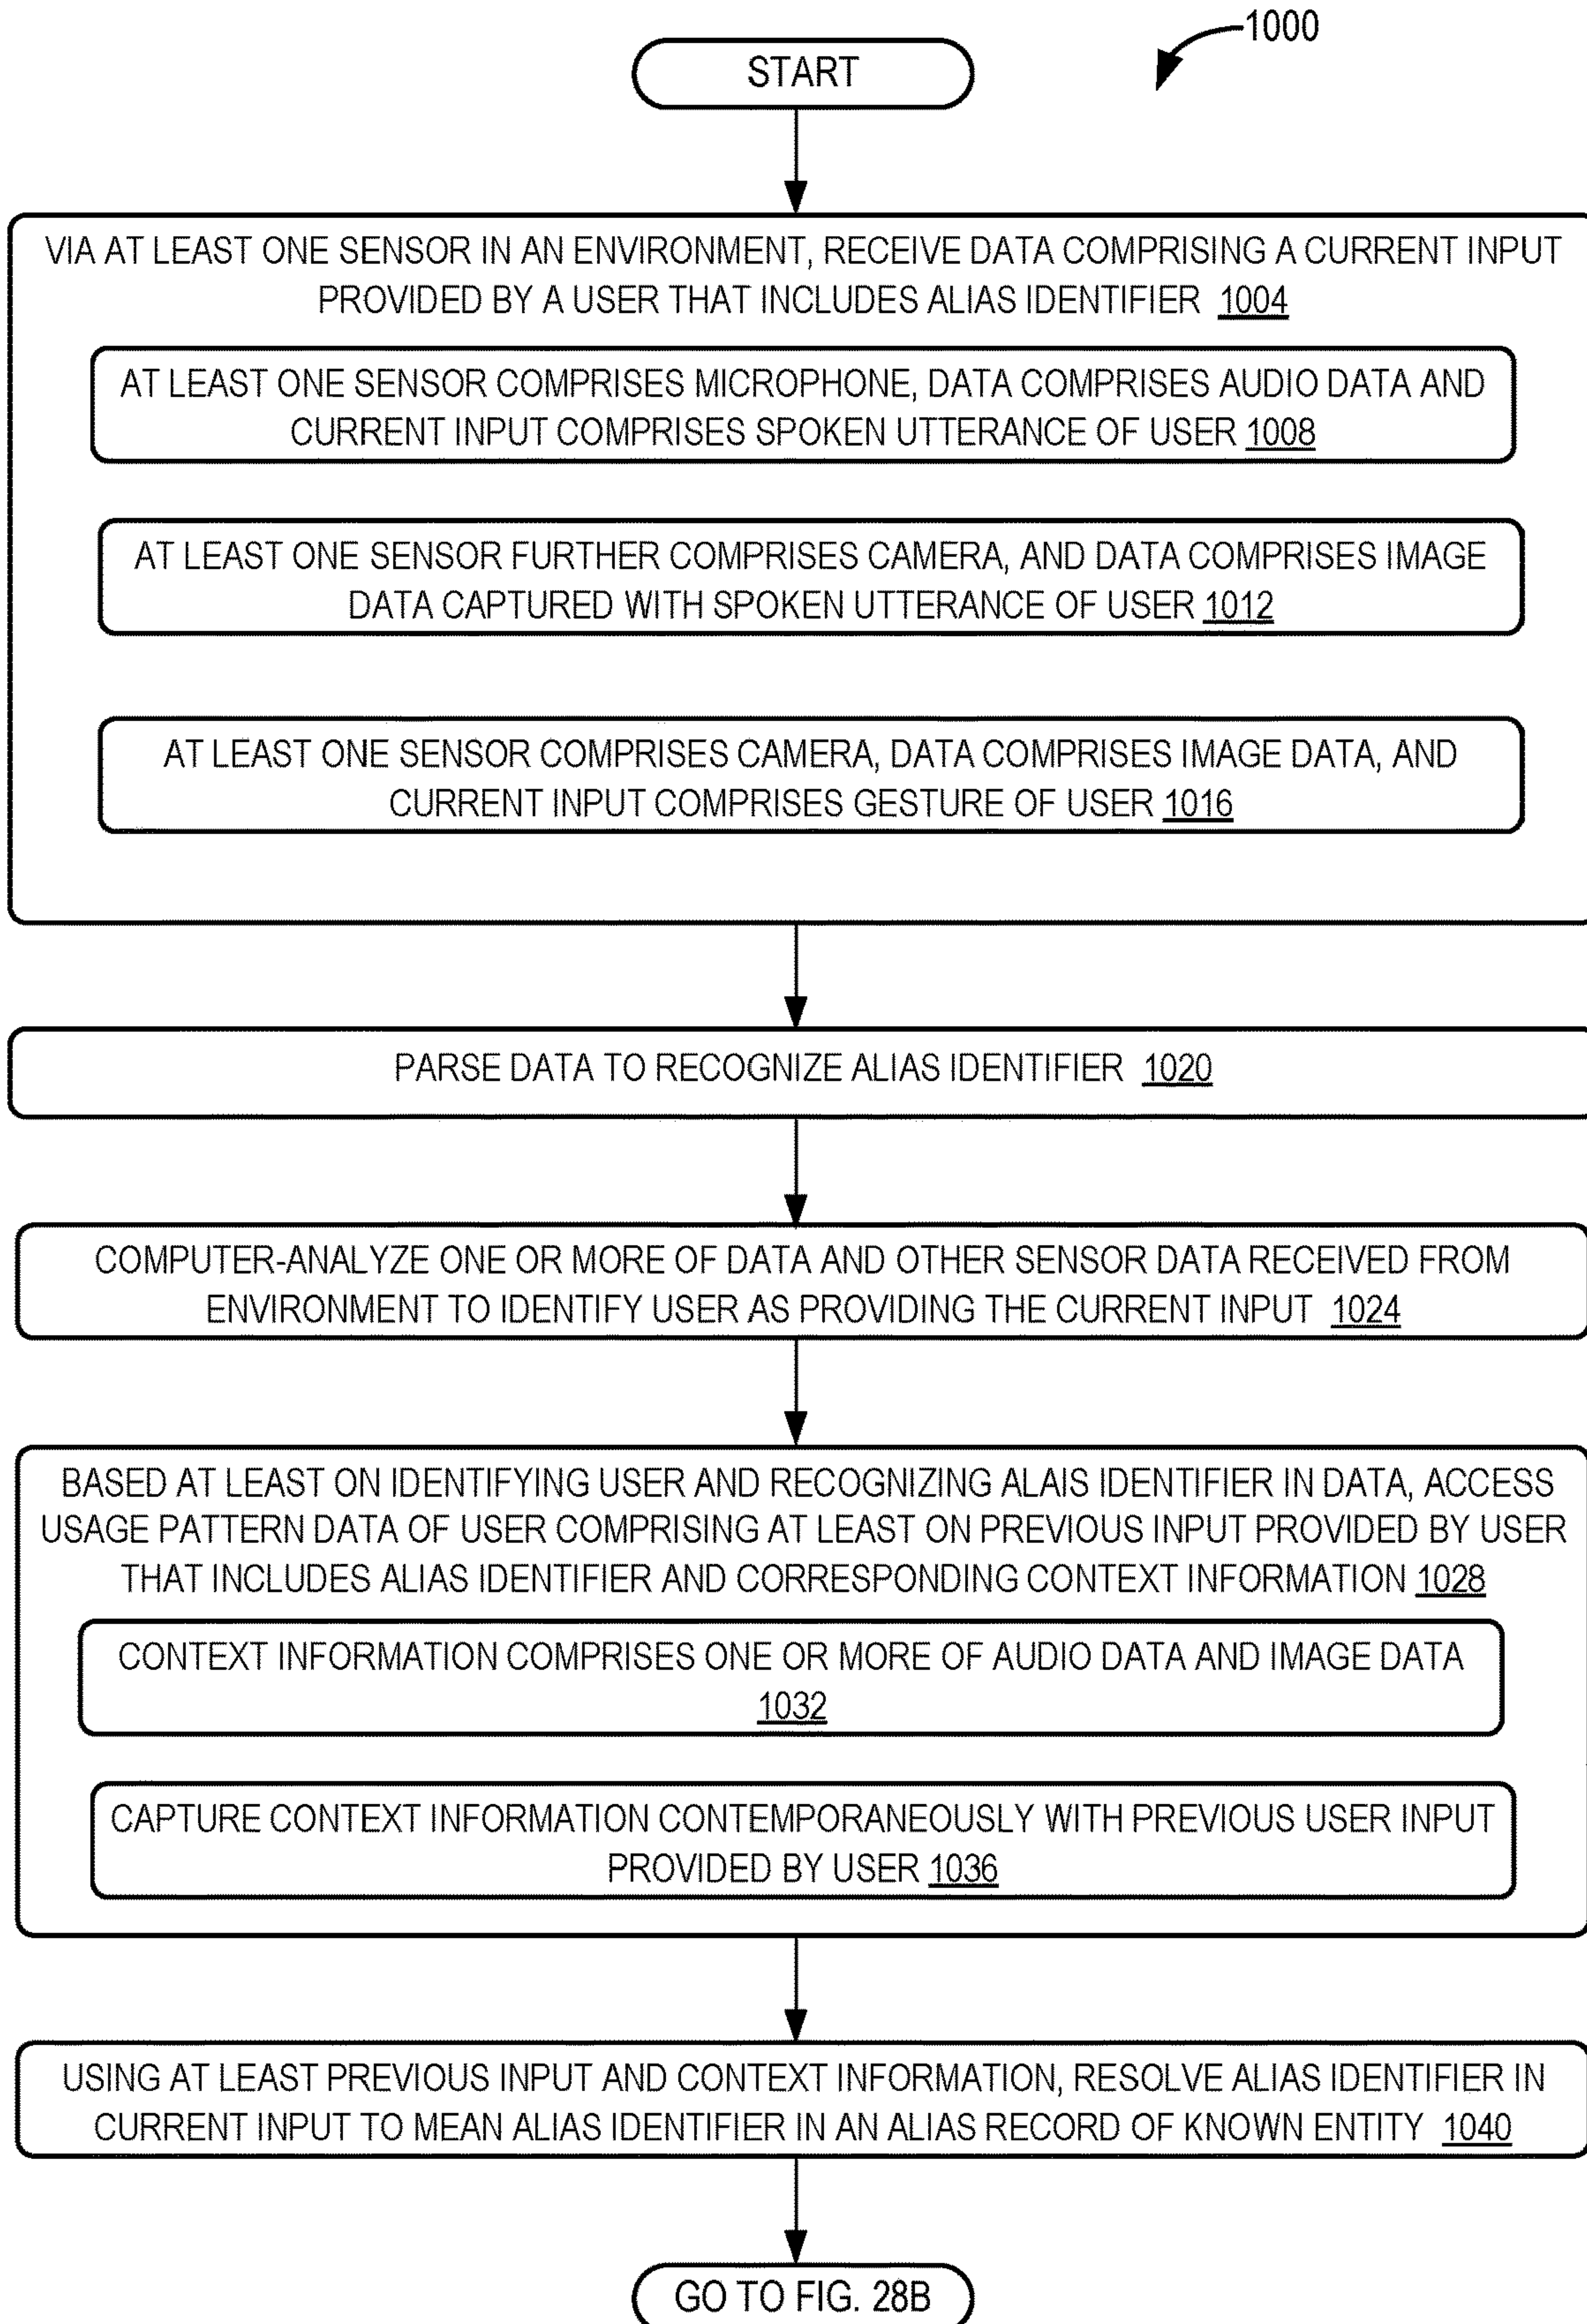 1000
START
VIA AT LEAST ONE SENSOR IN AN ENVIRONMENT, RECEIVE DATA COMPRISING A CURRENT INPUT
PROVIDED BY A USER THAT INCLUDES ALIAS IDENTIFIER 1004
AT LEAST ONE SENSOR COMPRISES MICROPHONE, DATA COMPRISES AUDIO DATA AND
CURRENT INPUT COMPRISES SPOKEN UTTERANCE OF USER 1008
AT LEAST ONE SENSOR FURTHER COMPRISES CAMERA, AND DATA COMPRISES IMAGE
DATA CAPTURED WITH SPOKEN UTTERANCE OF USER 1012
AT LEAST ONE SENSOR COMPRISES CAMERA, DATA COMPRISES IMAGE DATA, AND
CURRENT INPUT COMPRISES GESTURE OF USER 1016
PARSE DATA TO RECOGNIZE ALIAS IDENTIFIER 1020
COMPUTER-ANALYZE ONE OR MORE OF DATA AND OTHER SENSOR DATA RECEIVED FROM
ENVIRONMENT TO IDENTIFY USER AS PROVIDING THE CURRENT INPUT 1024
BASED AT LEAST ON IDENTIFYING USER AND RECOGNIZING ALAIS IDENTIFIER IN DATA, ACCESS
USAGE PATTERN DATA OF USER COMPRISING AT LEAST ON PREVIOUS INPUT PROVIDED BY USER
THAT INCLUDES ALIAS IDENTIFIER AND CORRESPONDING CONTEXT INFORMATION 1028
CONTEXT INFORMATION COMPRISES ONE OR MORE OF AUDIO DATA AND IMAGE DATA
1032
CAPTURE CONTEXT INFORMATION CONTEMPORANEOUSLY WITH PREVIOUS USER INPUT
PROVIDED BY USER 1036
USING AT LEAST PREVIOUS INPUT AND CONTEXT INFORMATION, RESOLVE ALIAS IDENTIFIER IN
CURRENT INPUT TO MEAN ALIAS IDENTIFIER IN AN ALIAS RECORD OF KNOWN ENTITY 1040
GO TO FIG. 28B